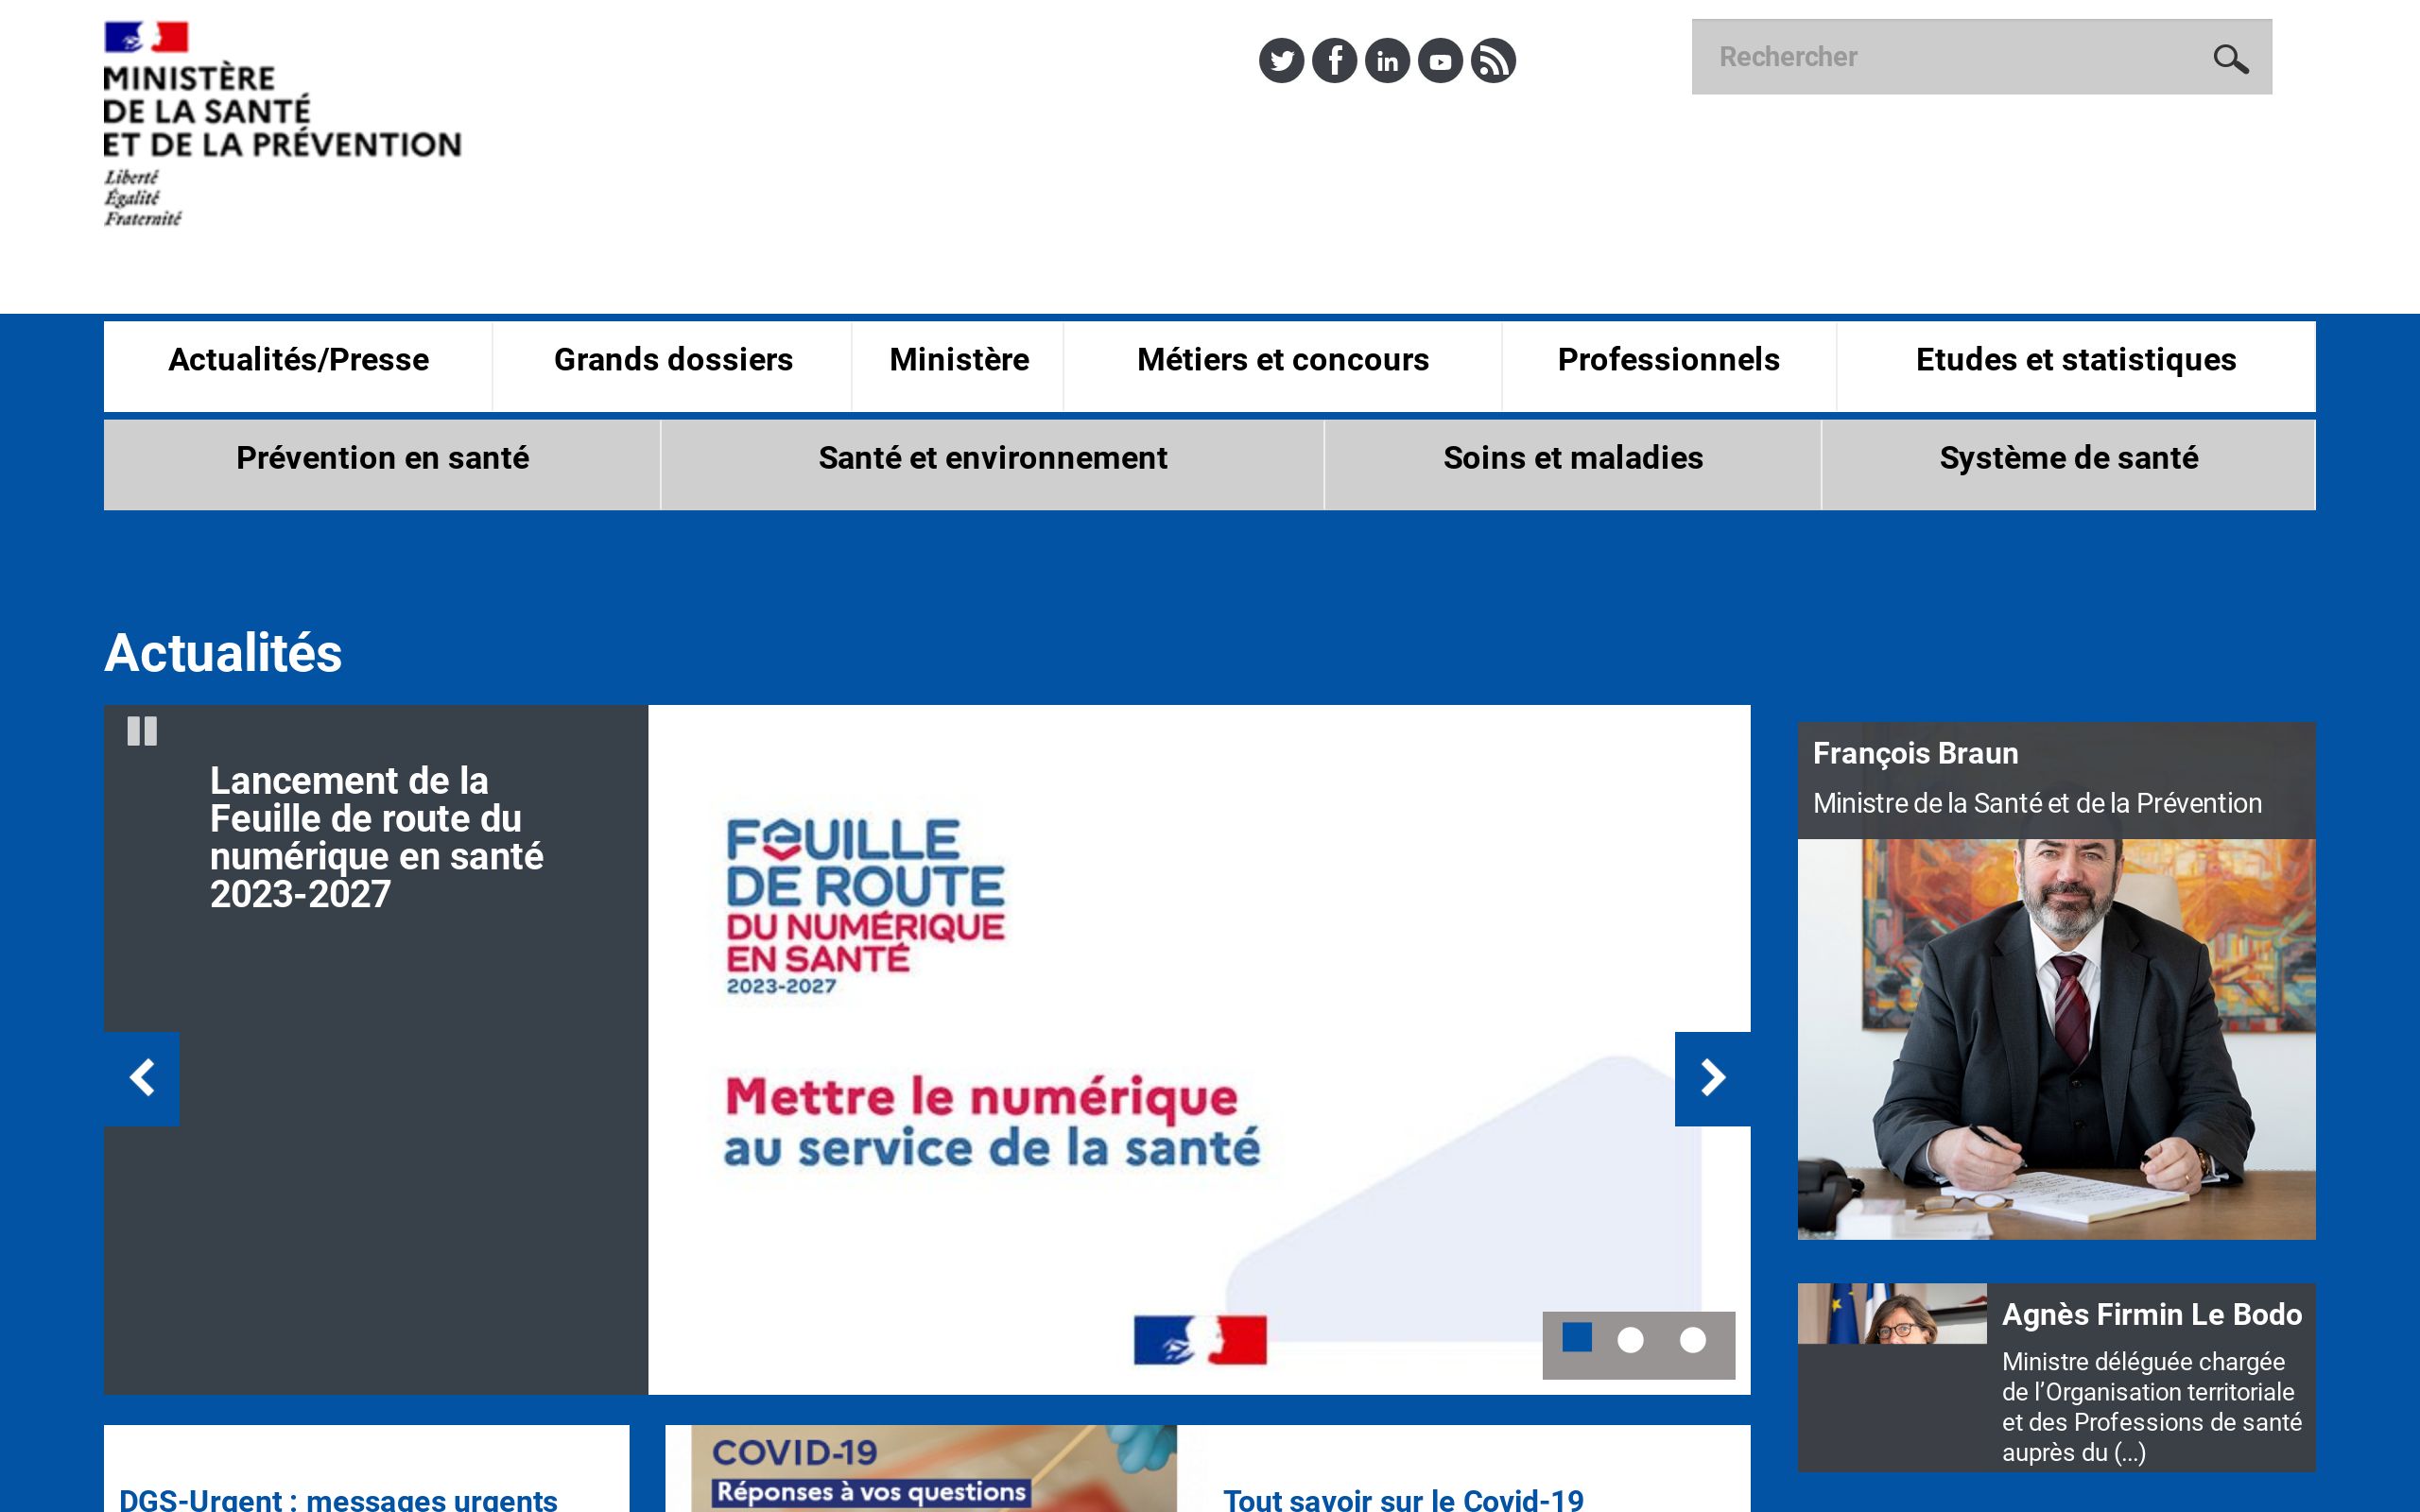 MINISTÈRE
DE LA SANTÉ
ET DE LA PRÉVENTION
Liberté
Égalité
Fraternité
Rechercher
Actualités/Presse
Grands dossiers
Ministère
Métiers et concours
Professionnels
Etudes et statistiques
Prévention en santé
Santé et environnement
Soins et maladies
Système de santé
Actualités
Lancement de la
Feuille de route du
numérique en santé
2023-2027
FEUILLE
DE ROUTE
DU NUMÉRIQUE
EN SANTÉ
2023-2027
Mettre le numérique
au service de la santé
François Braun
Ministre de la Santé et de la Prévention
Agnès Firmin Le Bodo
Ministre déléguée chargée
de l’Organisation territoriale
et des Professions de santé
auprès du (...)
DGS-Urgent : messages urgents
COVID-19
Réponses à vos questions
Tout savoir sur le Covid-19